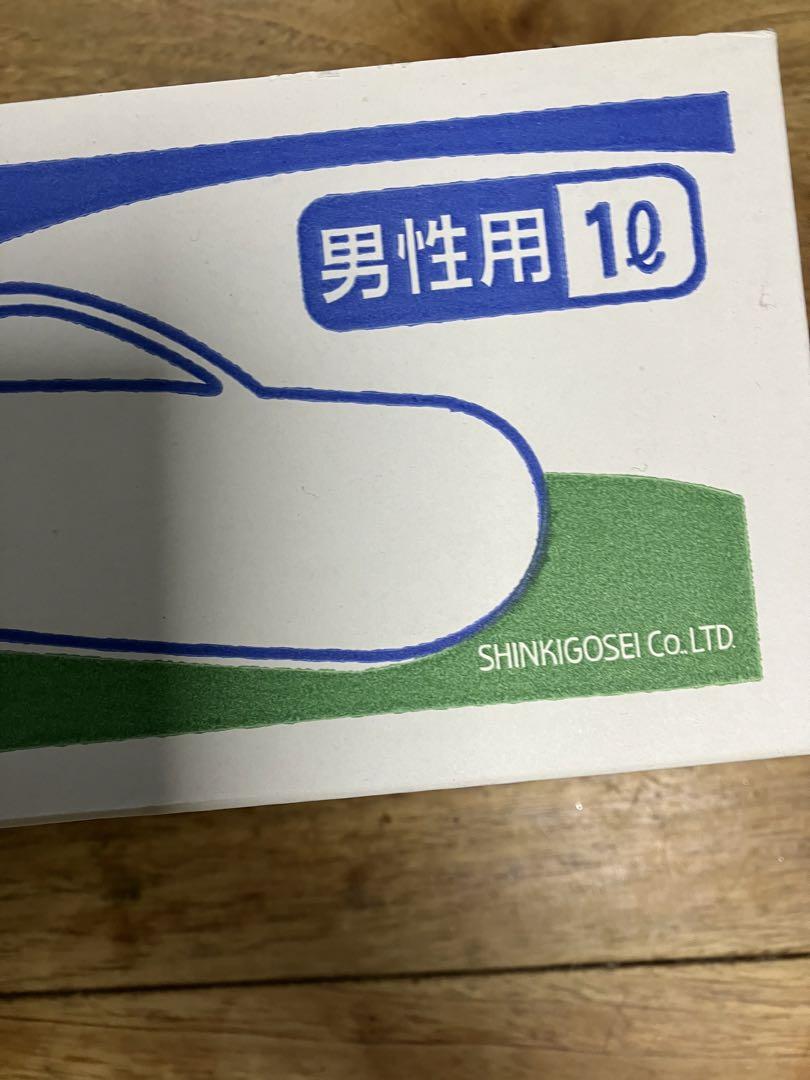 男性用 1ℓ
SHINKIGOSEI Co.,LTD.